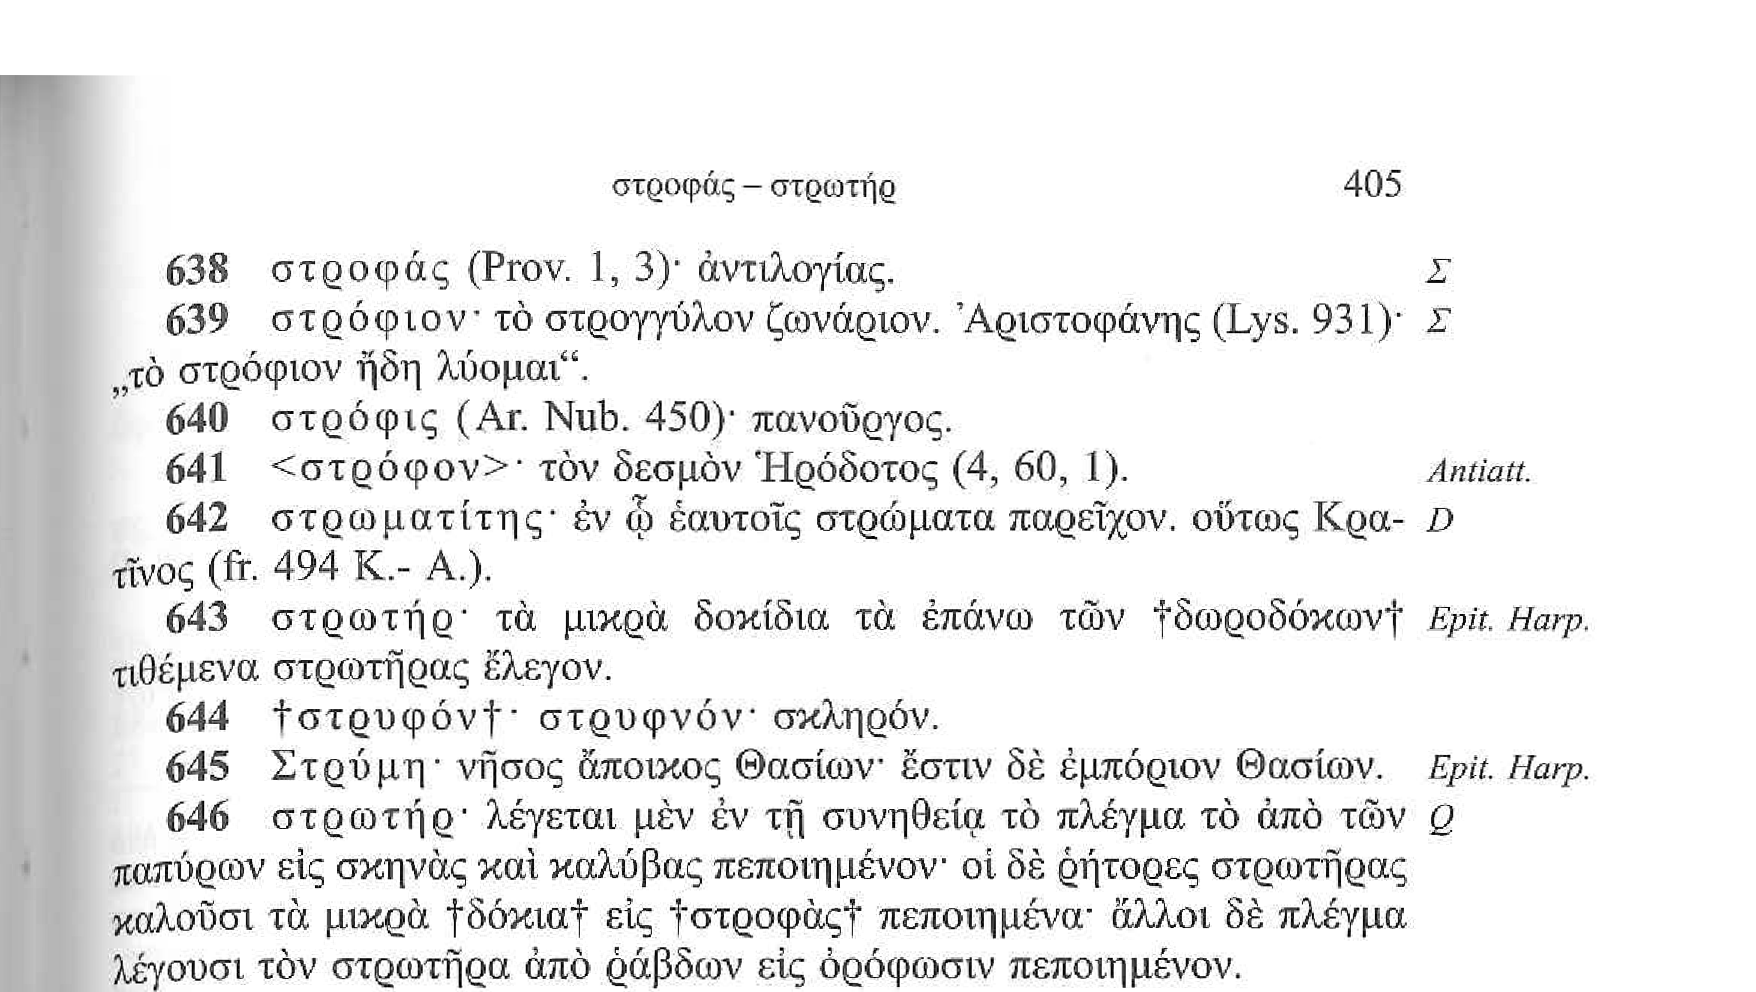 στροφάς – στρωτήρ 405
638 στροφάς (Prov. 1, 3)· ἀντιλογίας. Σ
639 στρόφιον· τὸ στρογγύλον ζωνάριον. Ἀριστοφάνης (Lys. 931)· Σ
„τὸ στρόφιον ἤδη λύομαι“.
640 στρόφις (Ar. Nub. 450)· πανοῦργος.
641 <στρόφον>· τὸν δεσμὸν Ἡρόδοτος (4, 60, 1). Antiatt.
642 στρωματίτης· ἐν ᾧ ἑαυτοῖς στρώματα παρεῖχον. οὕτως Κρα- D
τῖνος (fr. 494 K.- A.).
643 στρωτήρ· τὰ μικρὰ δοκίδια τὰ ἐπάνω τῶν †δωροδόκων† Epit. Harp.
τιθέμενα στρωτῆρας ἔλεγον.
644 †στρυφόν†· στρυφνόν· σκληρόν.
645 Στρύμη· νῆσος ἄποικος Θασίων· ἔστιν δὲ ἐμπόριον Θασίων. Epit. Harp.
646 στρωτήρ· λέγεται μὲν ἐν τῇ συνηθείᾳ τὸ πλέγμα τὸ ἀπὸ τῶν Q
παπύρων εἰς σκηνὰς καὶ καλύβας πεποιημένον· οἱ δὲ ῥήτορες στρωτῆρας
καλοῦσι τὰ μικρὰ †δόκια† εἰς †στροφὰς† πεποιημένα· ἄλλοι δὲ πλέγμα
λέγουσι τὸν στρωτῆρα ἀπὸ ῥάβδων εἰς ὀρόφωσιν πεποιημένον.